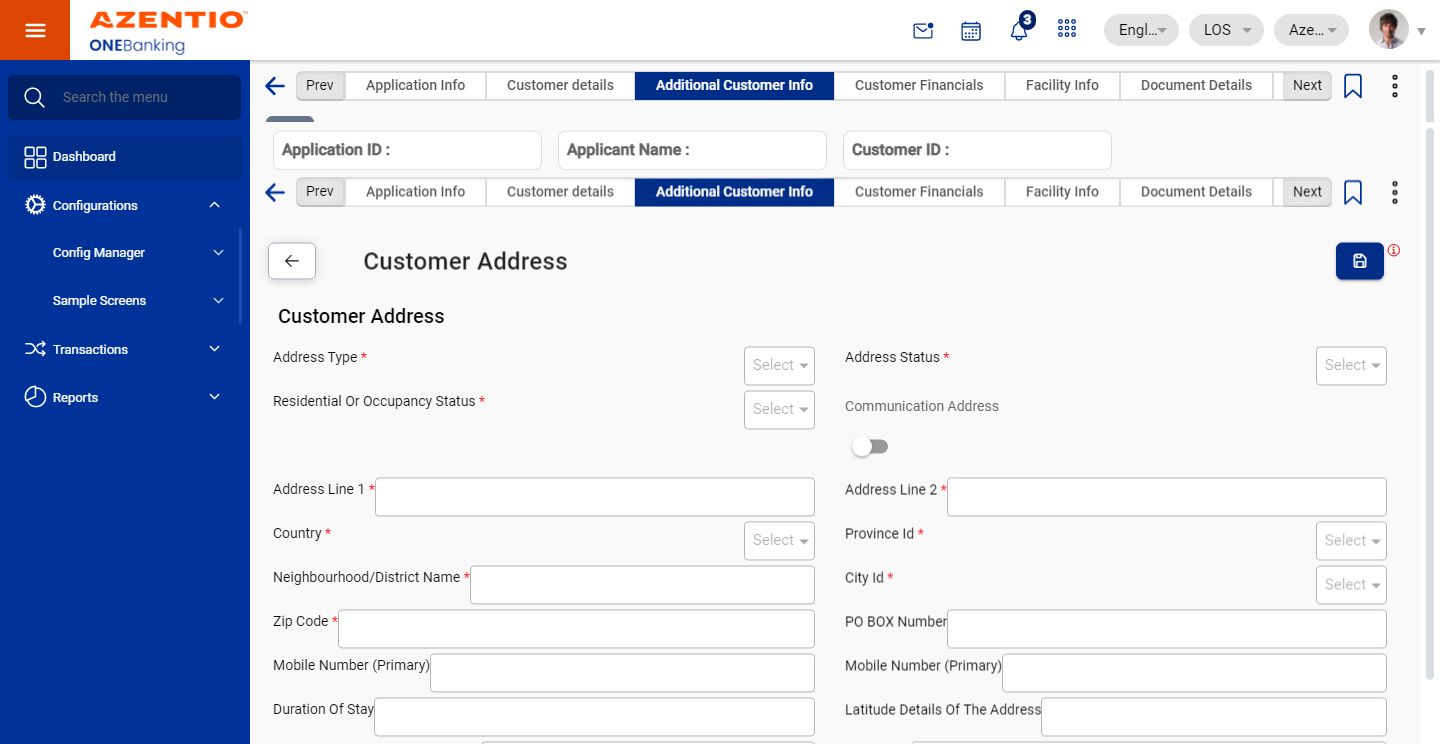 AZENTIO™
ONEBanking
3
Engl...
LOS
Aze...
Search the menu
Dashboard
Configurations
Config Manager
Sample Screens
Transactions
Reports
Prev
Application Info
Customer details
Additional Customer Info
Customer Financials
Facility Info
Document Details
Next
Application ID :
Applicant Name :
Customer ID :
Prev
Application Info
Customer details
Additional Customer Info
Customer Financials
Facility Info
Document Details
Next
Customer Address
Customer Address
Address Type *
Select
Address Status *
Select
Residential Or Occupancy Status *
Select
Communication Address
Address Line 1 *
Address Line 2 *
Country *
Select
Province Id *
Select
Neighbourhood/District Name *
City Id *
Select
Zip Code *
PO BOX Number
Mobile Number (Primary)
Mobile Number (Primary)
Duration Of Stay
Latitude Details Of The Address